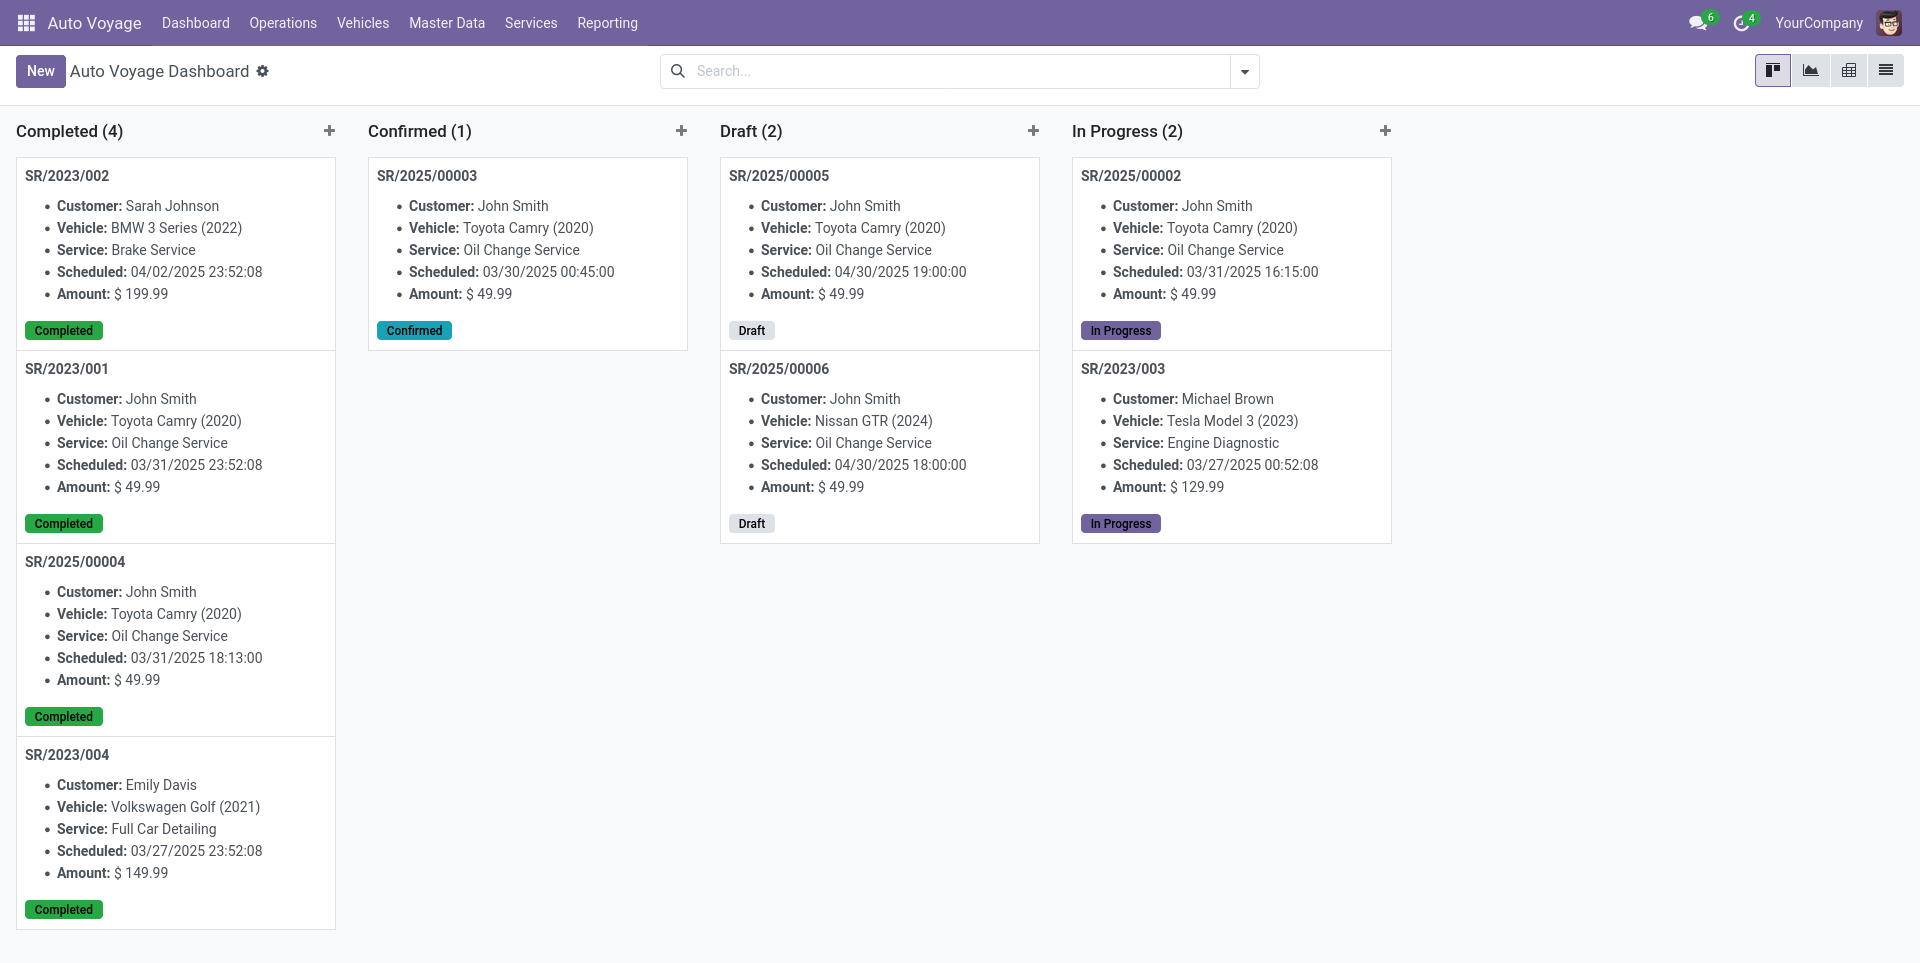 Auto Voyage Dashboard Operations Vehicles Master Data Services Reporting 6 4 YourCompany
New Auto Voyage Dashboard Search...
Completed (4)
SR/2023/002
Customer: Sarah Johnson
Vehicle: BMW 3 Series (2022)
Service: Brake Service
Scheduled: 04/02/2025 23:52:08
Amount: $ 199.99
Completed
SR/2023/001
Customer: John Smith
Vehicle: Toyota Camry (2020)
Service: Oil Change Service
Scheduled: 03/31/2025 23:52:08
Amount: $ 49.99
Completed
SR/2025/00004
Customer: John Smith
Vehicle: Toyota Camry (2020)
Service: Oil Change Service
Scheduled: 03/31/2025 18:13:00
Amount: $ 49.99
Completed
SR/2023/004
Customer: Emily Davis
Vehicle: Volkswagen Golf (2021)
Service: Full Car Detailing
Scheduled: 03/27/2025 23:52:08
Amount: $ 149.99
Completed
Confirmed (1)
SR/2025/00003
Customer: John Smith
Vehicle: Toyota Camry (2020)
Service: Oil Change Service
Scheduled: 03/30/2025 00:45:00
Amount: $ 49.99
Confirmed
Draft (2)
SR/2025/00005
Customer: John Smith
Vehicle: Toyota Camry (2020)
Service: Oil Change Service
Scheduled: 04/30/2025 19:00:00
Amount: $ 49.99
Draft
SR/2025/00006
Customer: John Smith
Vehicle: Nissan GTR (2024)
Service: Oil Change Service
Scheduled: 04/30/2025 18:00:00
Amount: $ 49.99
Draft
In Progress (2)
SR/2025/00002
Customer: John Smith
Vehicle: Toyota Camry (2020)
Service: Oil Change Service
Scheduled: 03/31/2025 16:15:00
Amount: $ 49.99
In Progress
SR/2023/003
Customer: Michael Brown
Vehicle: Tesla Model 3 (2023)
Service: Engine Diagnostic
Scheduled: 03/27/2025 00:52:08
Amount: $ 129.99
In Progress